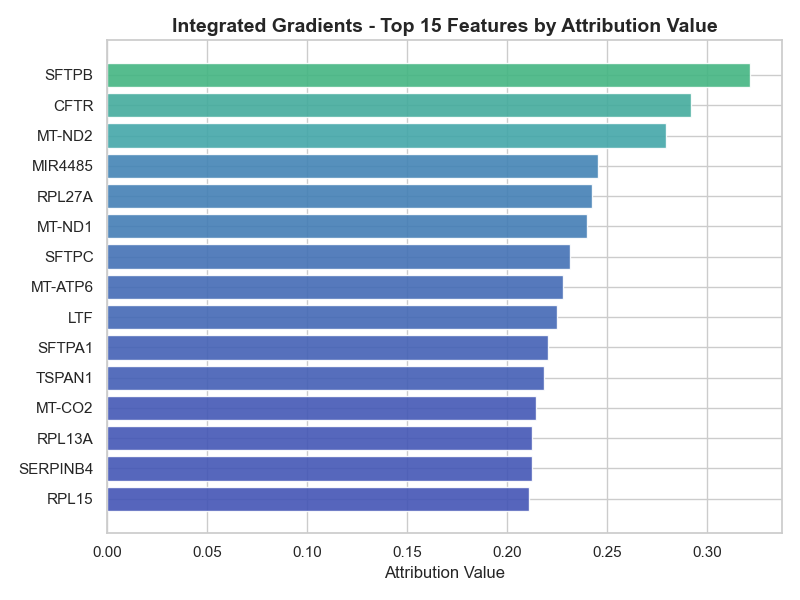 Integrated Gradients - Top 15 Features by Attribution Value
SFTPB
CFTR
MT-ND2
MIR4485
RPL27A
MT-ND1
SFTPC
MT-ATP6
LTF
SFTPA1
TSPAN1
MT-CO2
RPL13A
SERPINB4
RPL15
0.00 0.05 0.10 0.15 0.20 0.25 0.30
Attribution Value